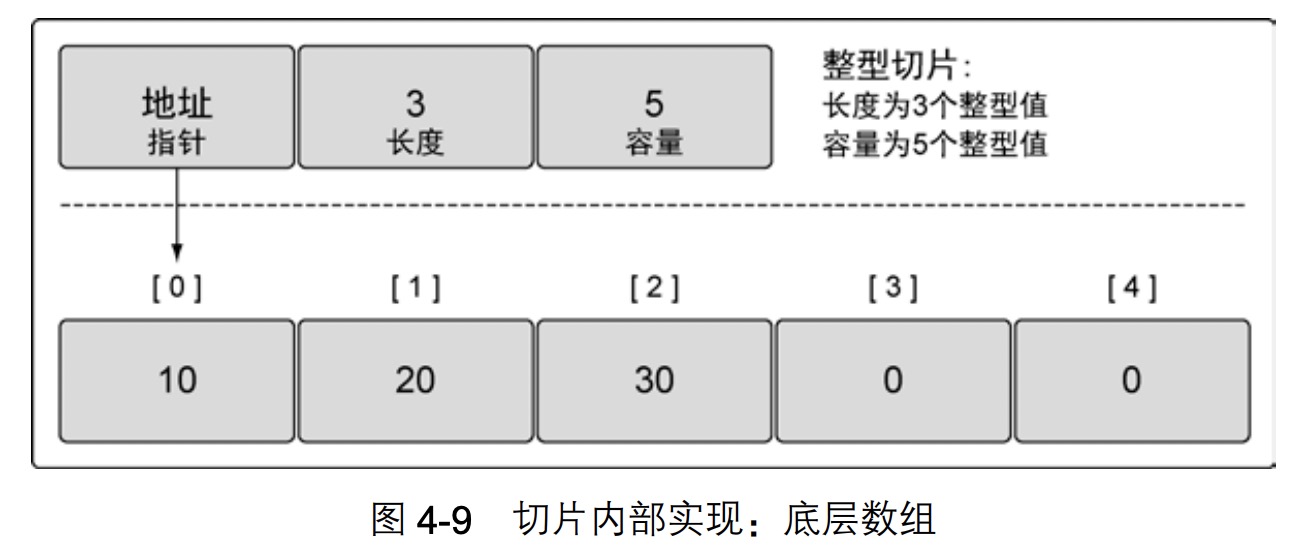 地址
指针
3
长度
5
容量
整型切片：
长度为3个整型值
容量为5个整型值
[0] [1] [2] [3] [4]
10 20 30 0 0
图 4-9 切片内部实现：底层数组